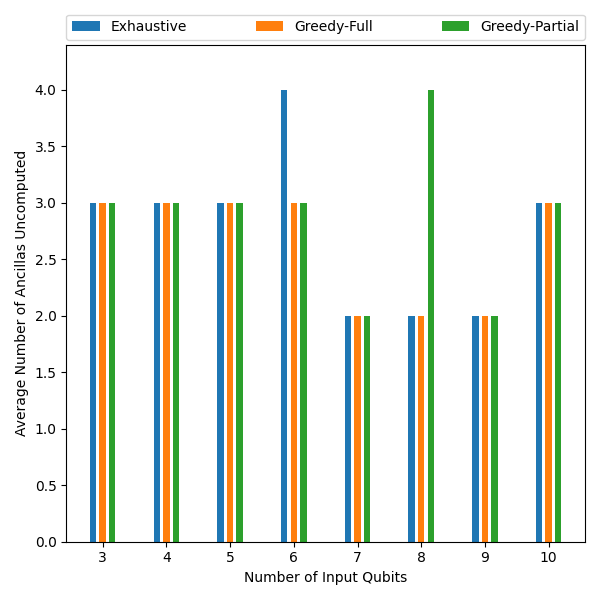 Exhaustive Greedy-Full Greedy-Partial
Average Number of Ancillas Uncomputed
4.0
3.5
3.0
2.5
2.0
1.5
1.0
0.5
0.0
3 4 5 6 7 8 9 10
Number of Input Qubits